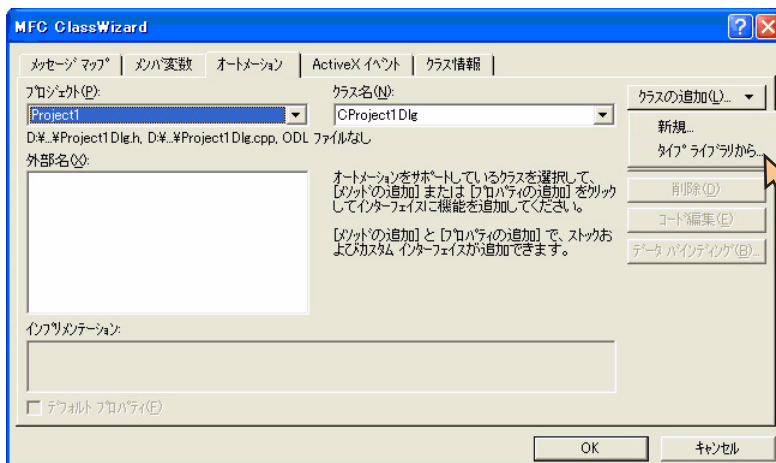 MFC ClassWizard
メッセージ マップ
メンバ変数
オートメーション
ActiveX イベント
クラス情報
プロジェクト(P):
クラス名(N):
クラスの追加(L)...
Project1
CProject1Dlg
新規...
D:¥...¥Project1Dlg.h, D:¥...¥Project1Dlg.cpp, ODL ファイルなし
タイプ ライブラリから...
外部名(X):
オートメーションをサポートしているクラスを選択して、
[メソッドの追加] または [プロパティの追加] をクリック
してインターフェイスに機能を追加してください。
削除(D)
コード編集(E)
[メソッドの追加] と [プロパティの追加] で、ストックお
よびカスタム インターフェイスが追加できます。
データ バインディング(B)...
インプリメンテーション:
デフォルト プロパティ(F)
OK
キャンセル